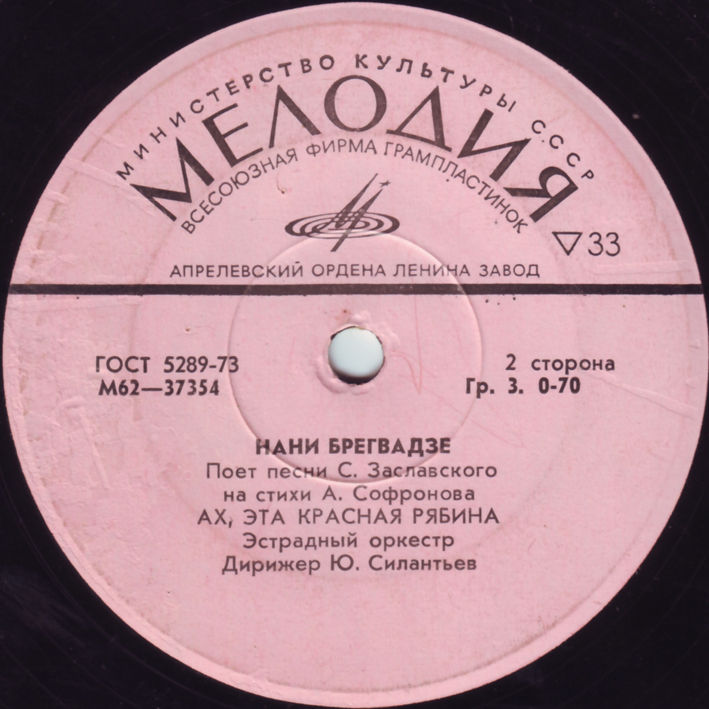 МИНИСТЕРСТВО КУЛЬТУРЫ СССР
МЕЛОДИЯ
ВСЕСОЮЗНАЯ ФИРМА ГРАМПЛАСТИНОК
▽33
АПРЕЛЕВСКИЙ ОРДЕНА ЛЕНИНА ЗАВОД
ГОСТ 5289-73
М62—37354
2 сторона
Гр. 3. 0-70
НАНИ БРЕГВАДЗЕ
Поет песни С. Заславского
на стихи А. Софронова
АХ, ЭТА КРАСНАЯ РЯБИНА
Эстрадный оркестр
Дирижер Ю. Силантьев